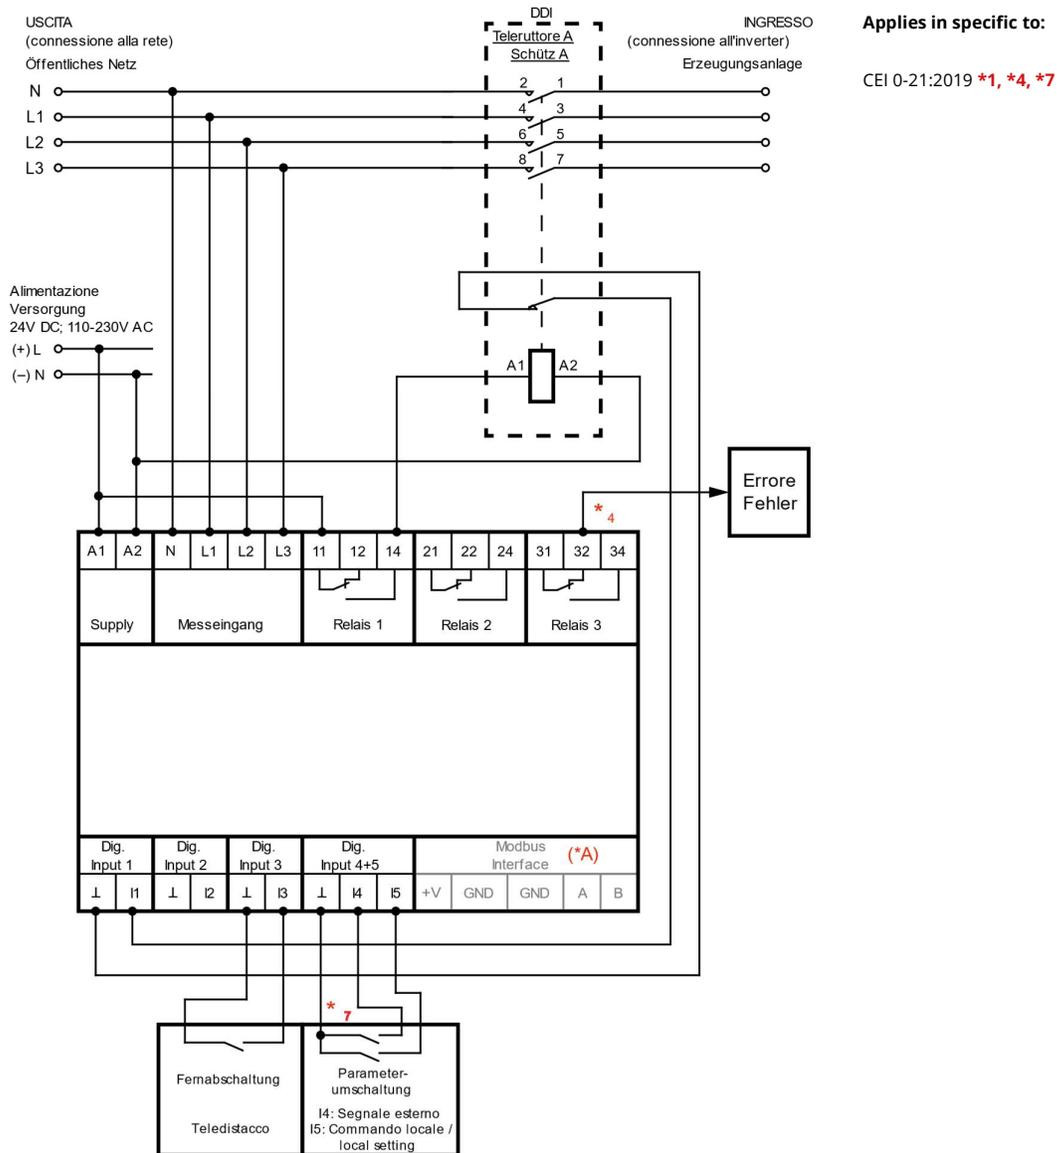 USCITA
(connessione alla rete)
Öffentliches Netz
DDI
Teleruttore A
Schütz A
INGRESSO
(connessione all'inverter)
Erzeugungsanlage
Applies in specific to:
CEI 0-21:2019 *1, *4, *7
N 2 1
L1 4 3
L2 6 5
L3 8 7
Alimentazione
Versorgung
24V DC; 110-230V AC
(+) L
(–) N
A1 A2
Errore
Fehler
* 4
A1 A2 N L1 L2 L3 11 12 14 21 22 24 31 32 34
Supply Messeingang Relais 1 Relais 2 Relais 3
Dig.
Input 1
Dig.
Input 2
Dig.
Input 3
Dig.
Input 4+5
Modbus
Interface
(*A)
⊥ I1 ⊥ I2 ⊥ I3 ⊥ I4 I5 +V GND GND A B
* 7
Fernabschaltung
Teledistacco
Parameter-
umschaltung
I4: Segnale esterno
I5: Commando locale /
local setting